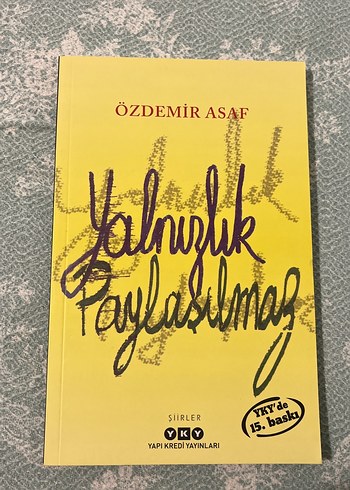 ÖZDEMİR ASAF
Yalnızlık
Paylaşılmaz
YKY'de
15. baskı
ŞİİRLER
YKY
YAPI KREDİ YAYINLARI